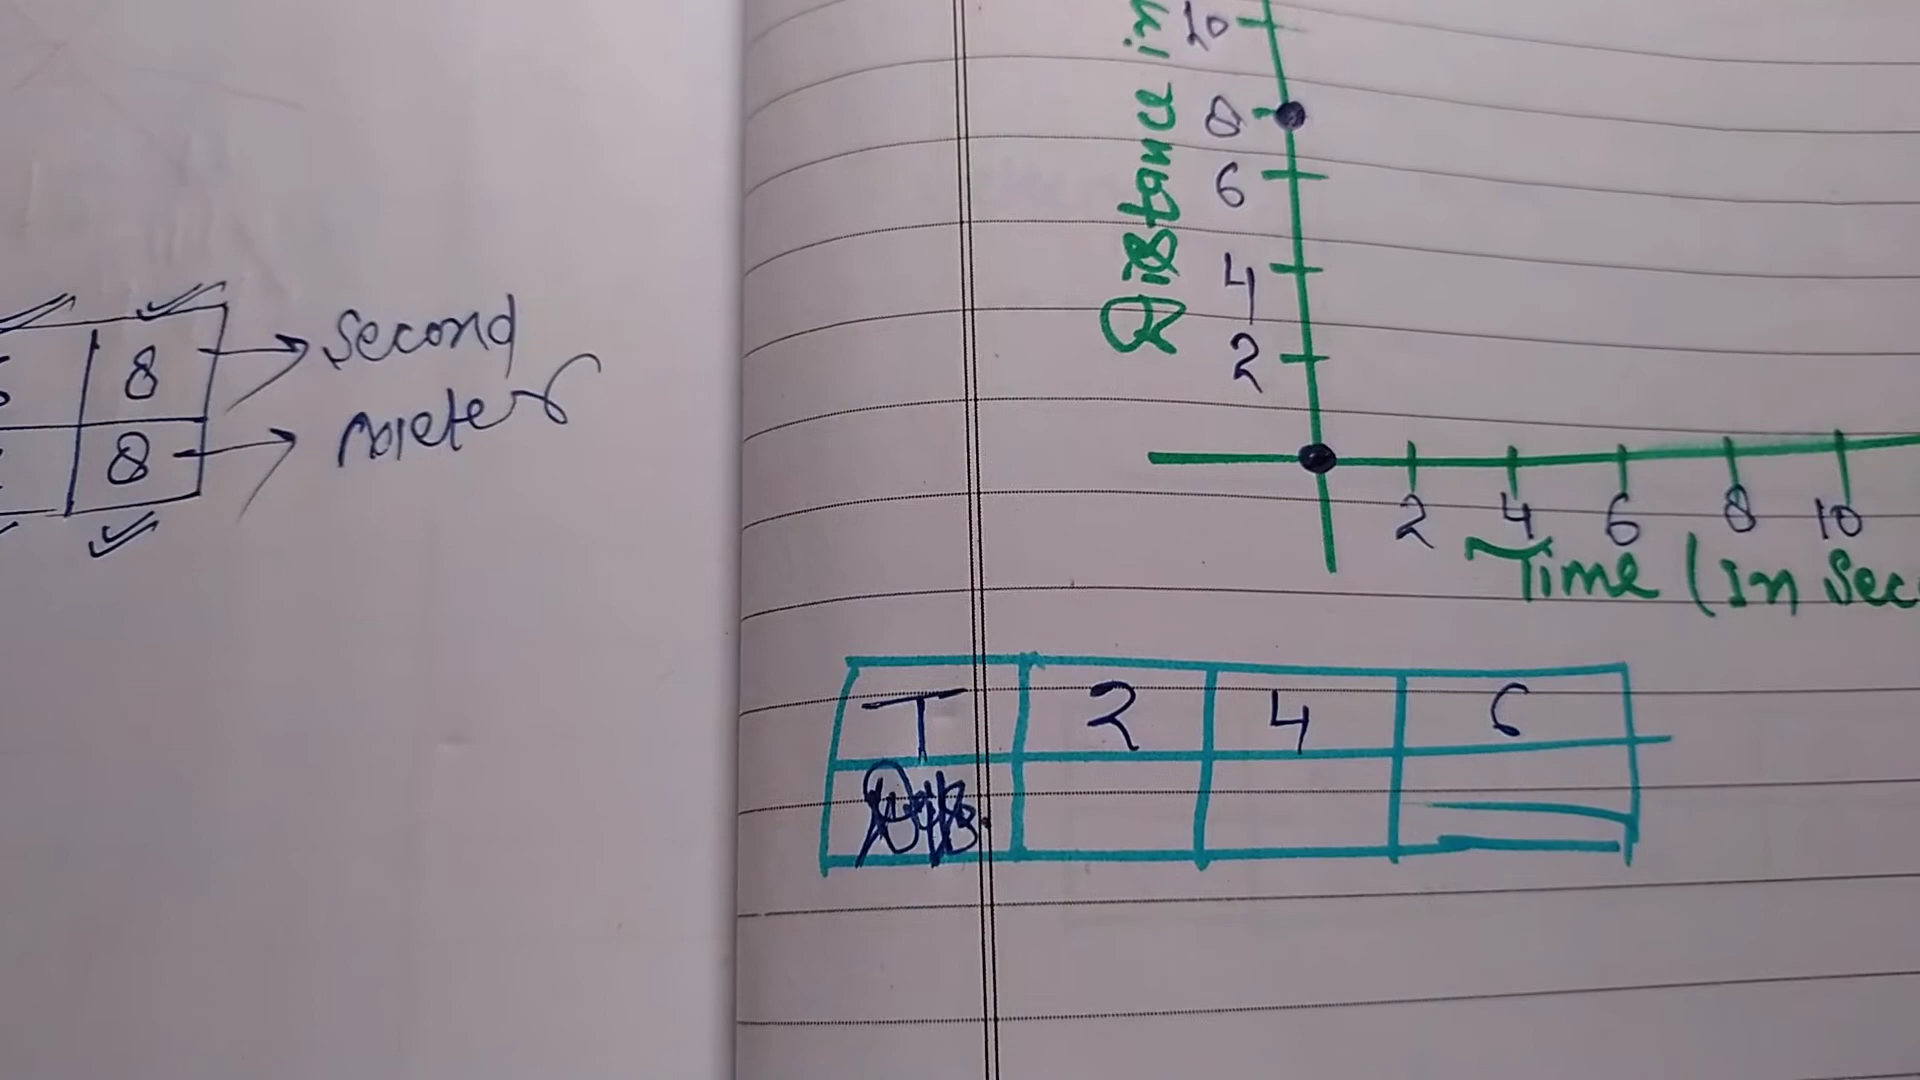 8 → Second
8 → meter
Distance in
10
8
6
4
2
2 4 6 8 10
Time (in Sec
T 2 4 6